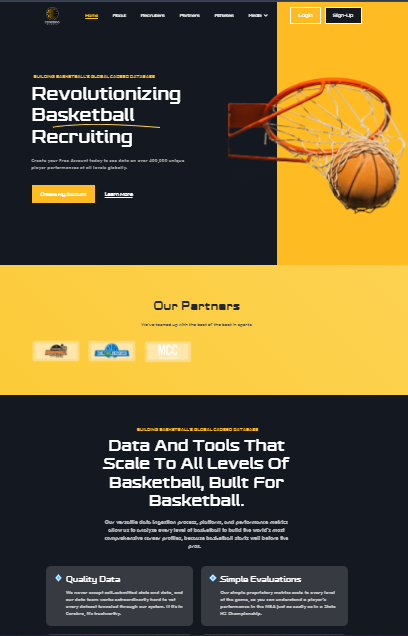 Home About Recruiters Partners Athletes Media Login Sign-Up
BUILDING BASKETBALL'S GLOBAL CAREER DATABASE
Revolutionizing
Basketball
Recruiting
Create your Free Account today to see data on over 400,000 unique
player performances at all levels globally.
Create My Account Learn More
Our Partners
We've teamed up with the best of the best in sports
MCC
BUILDING BASKETBALL'S GLOBAL CAREER DATABASE
Data And Tools That
Scale To All Levels Of
Basketball, Built For
Basketball.
Our versatile data ingestion process, platform, and performance metrics
allow us to analyze every level of basketball to build the world's most
comprehensive career profiles, because basketball starts well before the
pros.
Quality Data
We never accept self-submitted data and data, and
our data team works extraordinarily hard to vet
every dataset funneled through our system. If it's in
Cerebro, it's trustworthy.
Simple Evaluations
Our simple proprietary metrics scale to every level
of the game, so you can understand a player's
performance in the NBA just as easily as in a State
HS Championship.